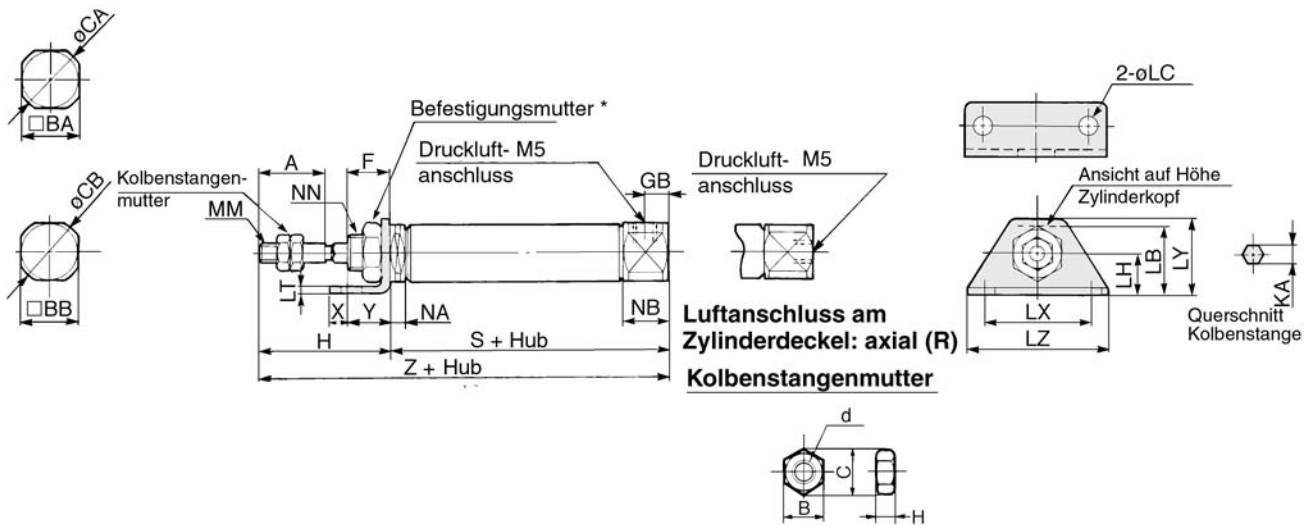 øCA
□BA
øCB
□BB
Kolbenstangen-
mutter
MM
A
F
NN
Befestigungsmutter *
Druckluft- M5
anschluss
GB
LT
X
Y
NA
NB
H
S + Hub
Z + Hub
Druckluft- M5
anschluss
Luftanschluss am
Zylinderdeckel: axial (R)
Kolbenstangenmutter
d
C
B
H
2-øLC
Ansicht auf Höhe
Zylinderkopf
LH
LB
LY
LX
LZ
KA
Querschnitt
Kolbenstange